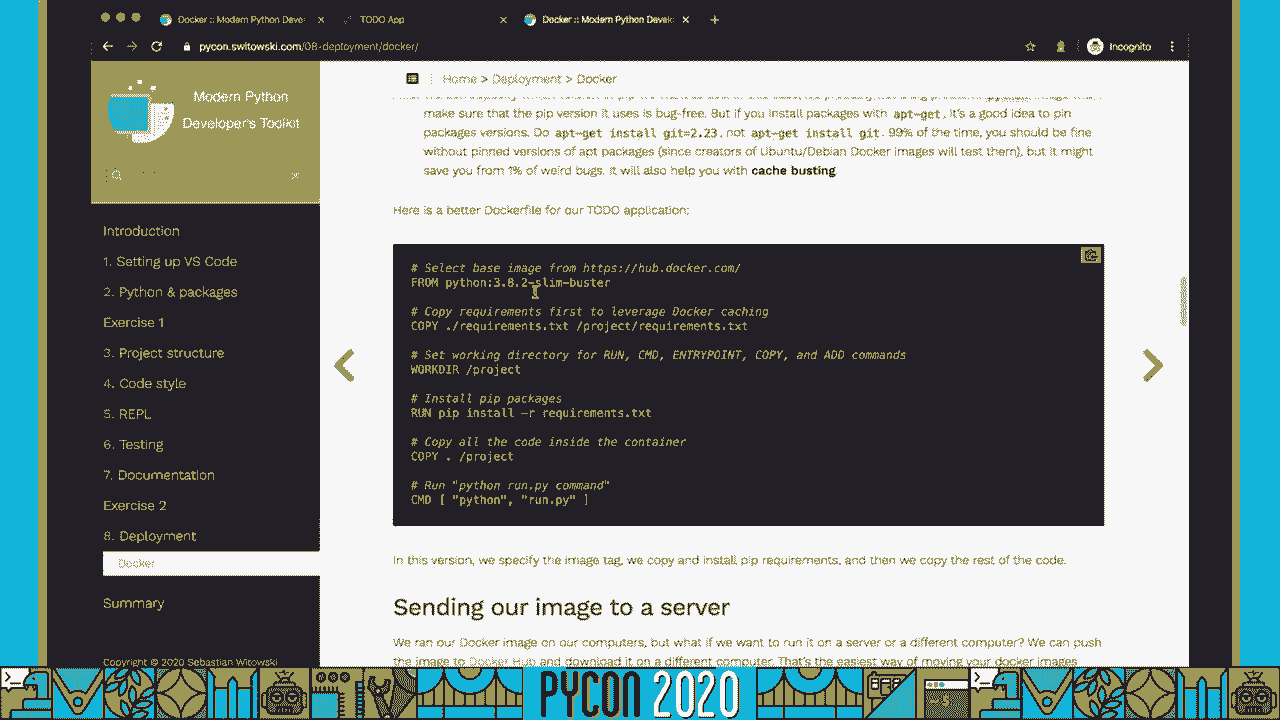 Docker :: Modern Python Deve
TODO App
Docker :: Modern Python Devel
pycon.switowski.com/08-deployment/docker/
Incognito
Modern Python
Developer's Toolkit
Home > Deployment > Docker
make sure that the pip version it uses is bug-free. But if you install packages with apt-get, it's a good idea to pin
packages versions. Do apt-get install git=2.23, not apt-get install git. 99% of the time, you should be fine
without pinned versions of apt packages (since creators of Ubuntu/Debian Docker images will test them), but it might
save you from 1% of weird bugs. It will also help you with cache busting.
Here is a better Dockerfile for our TODO application:
# Select base image from https://hub.docker.com/
FROM python:3.8.2-slim-buster
# Copy requirements first to leverage Docker caching
COPY ./requirements.txt /project/requirements.txt
# Set working directory for RUN, CMD, ENTRYPOINT, COPY, and ADD commands
WORKDIR /project
# Install pip packages
RUN pip install -r requirements.txt
# Copy all the code inside the container
COPY . /project
# Run "python run.py command"
CMD [ "python", "run.py" ]
In this version, we specify the image tag, we copy and install pip requirements, and then we copy the rest of the code.
Sending our image to a server
We ran our Docker image on our computers, but what if we want to run it on a server or a different computer? We can push
the image to Docker Hub and download it on a different computer. That's the easiest way of moving your docker images
Introduction
1. Setting up VS Code
2. Python & packages
Exercise 1
3. Project structure
4. Code style
5. REPL
6. Testing
7. Documentation
Exercise 2
8. Deployment
Docker
Summary
Copyright © 2020 Sebastian Witowski
PYCON 2020